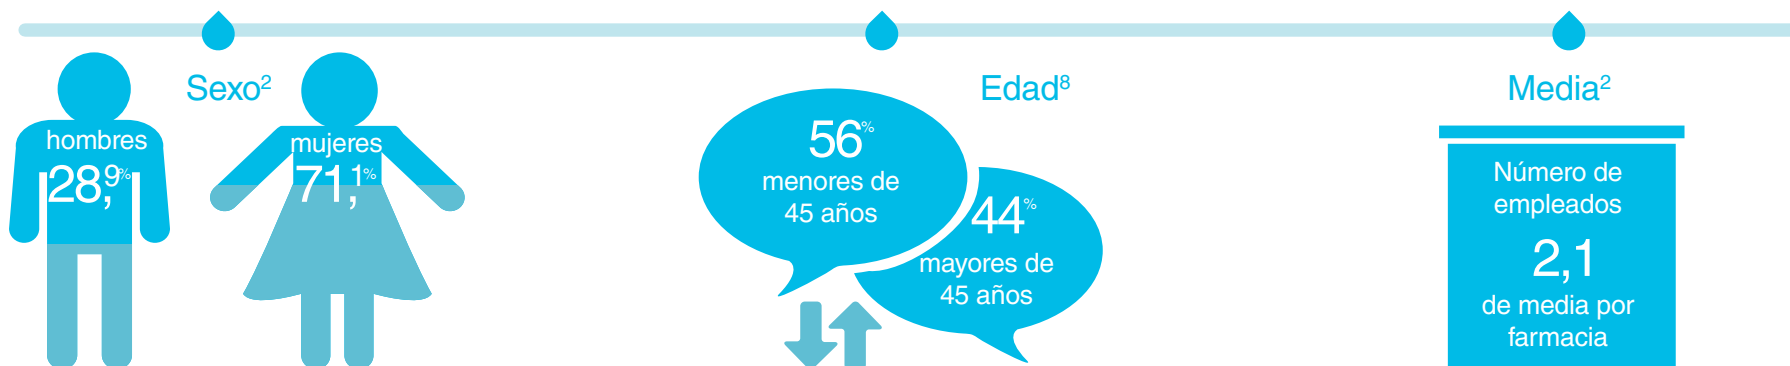 Sexo²
hombres
28,9%
mujeres
71,1%
Edad⁸
56%
menores de
45 años
44%
mayores de
45 años
Media²
Número de
empleados
2,1
de media por
farmacia